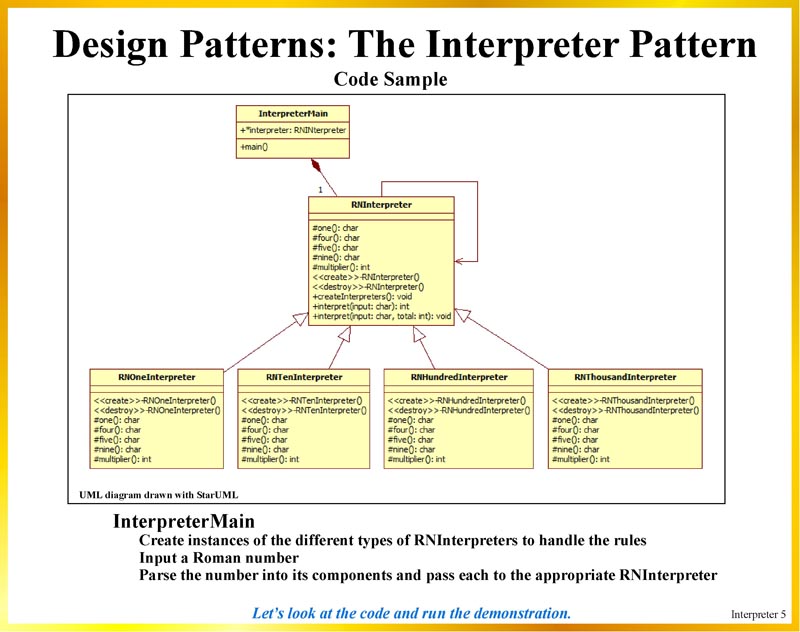 Design Patterns: The Interpreter Pattern
Code Sample
InterpreterMain
+*interpreter: RNINterpreter
+main()
1
RNInterpreter
#one(): char
#four(): char
#five(): char
#nine(): char
#multiplier(): int
<<create>>-RNInterpreter()
<<destroy>>-RNInterpreter()
+createInterpreters(): void
+interpret(input: char): int
+interpret(input: char, total: int): void
RNOneInterpreter
<<create>>-RNOneInterpreter()
<<destroy>>-RNOneInterpreter()
#one(): char
#four(): char
#five(): char
#nine(): char
#multiplier(): int
RNTenInterpreter
<<create>>-RNTenInterpreter()
<<destroy>>-RNTenInterpreter()
#one(): char
#four(): char
#five(): char
#nine(): char
#multiplier(): int
RNHundredInterpreter
<<create>>-RNHundredInterpreter()
<<destroy>>-RNHundredInterpreter()
#one(): char
#four(): char
#five(): char
#nine(): char
#multiplier(): int
RNThousandInterpreter
<<create>>-RNThousandInterpreter()
<<destroy>>-RNThousandInterpreter()
#one(): char
#four(): char
#five(): char
#nine(): char
#multiplier(): int
UML diagram drawn with StarUML
InterpreterMain
Create instances of the different types of RNInterpreters to handle the rules
Input a Roman number
Parse the number into its components and pass each to the appropriate RNInterpreter
Let's look at the code and run the demonstration.
Interpreter 5